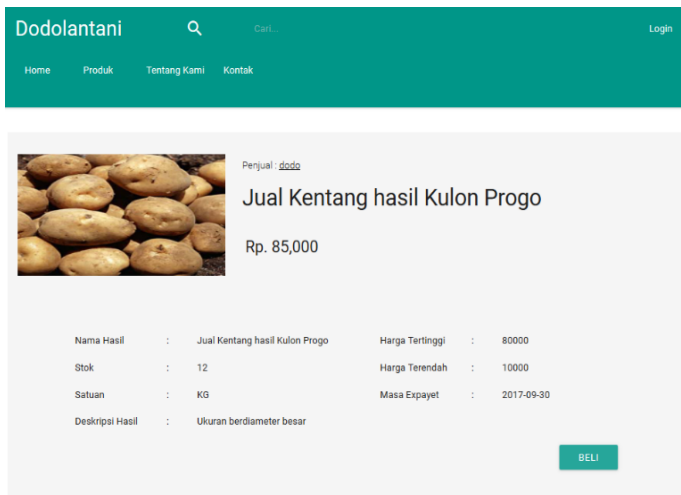 Dodolantani
Cari...
Login
Home Produk Tentang Kami Kontak
Penjual : dodo
Jual Kentang hasil Kulon Progo
Rp. 85,000
Nama Hasil : Jual Kentang hasil Kulon Progo Harga Tertinggi : 80000
Stok : 12 Harga Terendah : 10000
Satuan : KG Masa Expayet : 2017-09-30
Deskripsi Hasil : Ukuran berdiameter besar
BELI